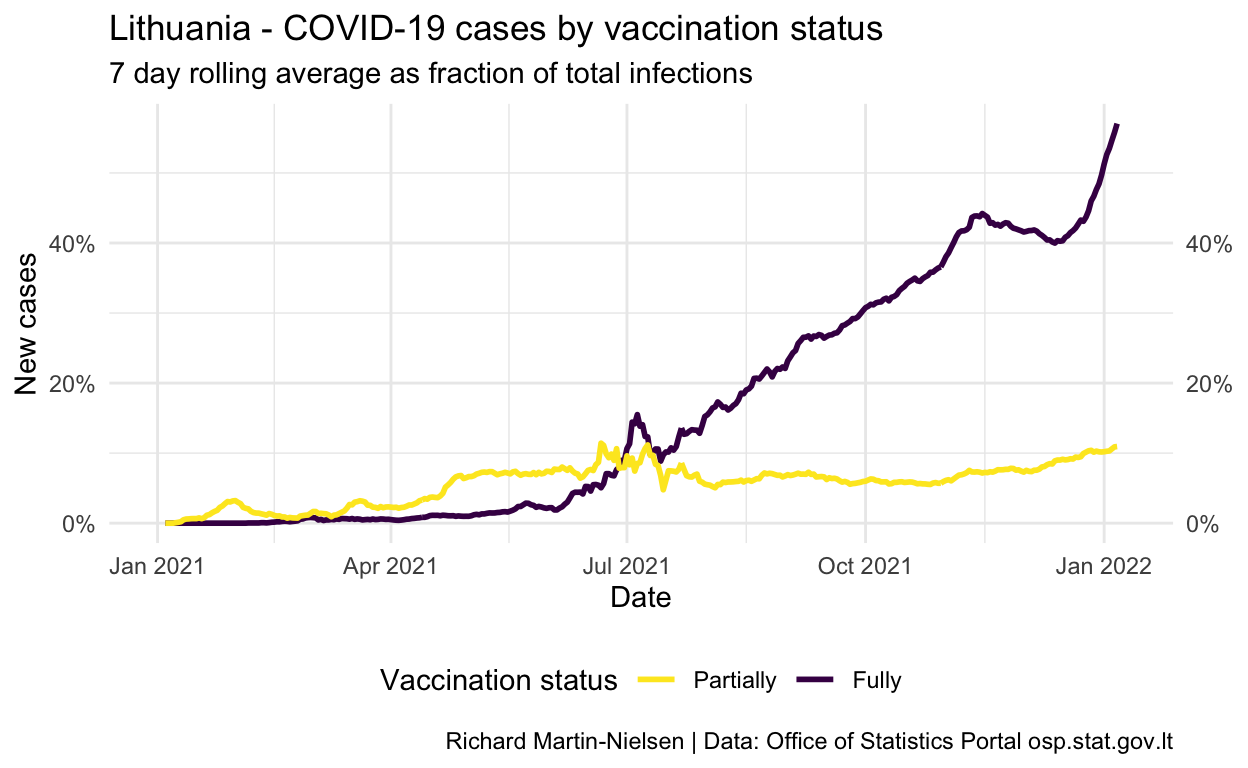 Lithuania - COVID-19 cases by vaccination status
7 day rolling average as fraction of total infections
New cases
40%
20%
0%
40%
20%
0%
Jan 2021 Apr 2021 Jul 2021 Oct 2021 Jan 2022
Date
Vaccination status Partially Fully
Richard Martin-Nielsen | Data: Office of Statistics Portal osp.stat.gov.lt